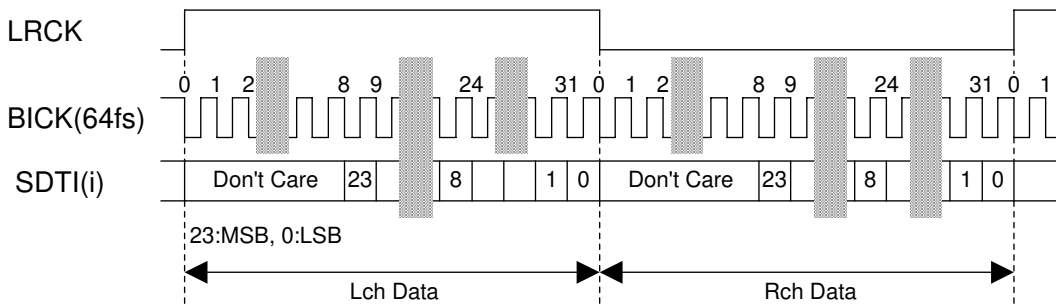 LRCK
0 1 2 8 9 24 31 0 1 2 8 9 24 31 0 1
BICK(64fs)
SDTI(i) Don't Care 23 8 1 0 Don't Care 23 8 1 0
23:MSB, 0:LSB
Lch Data Rch Data